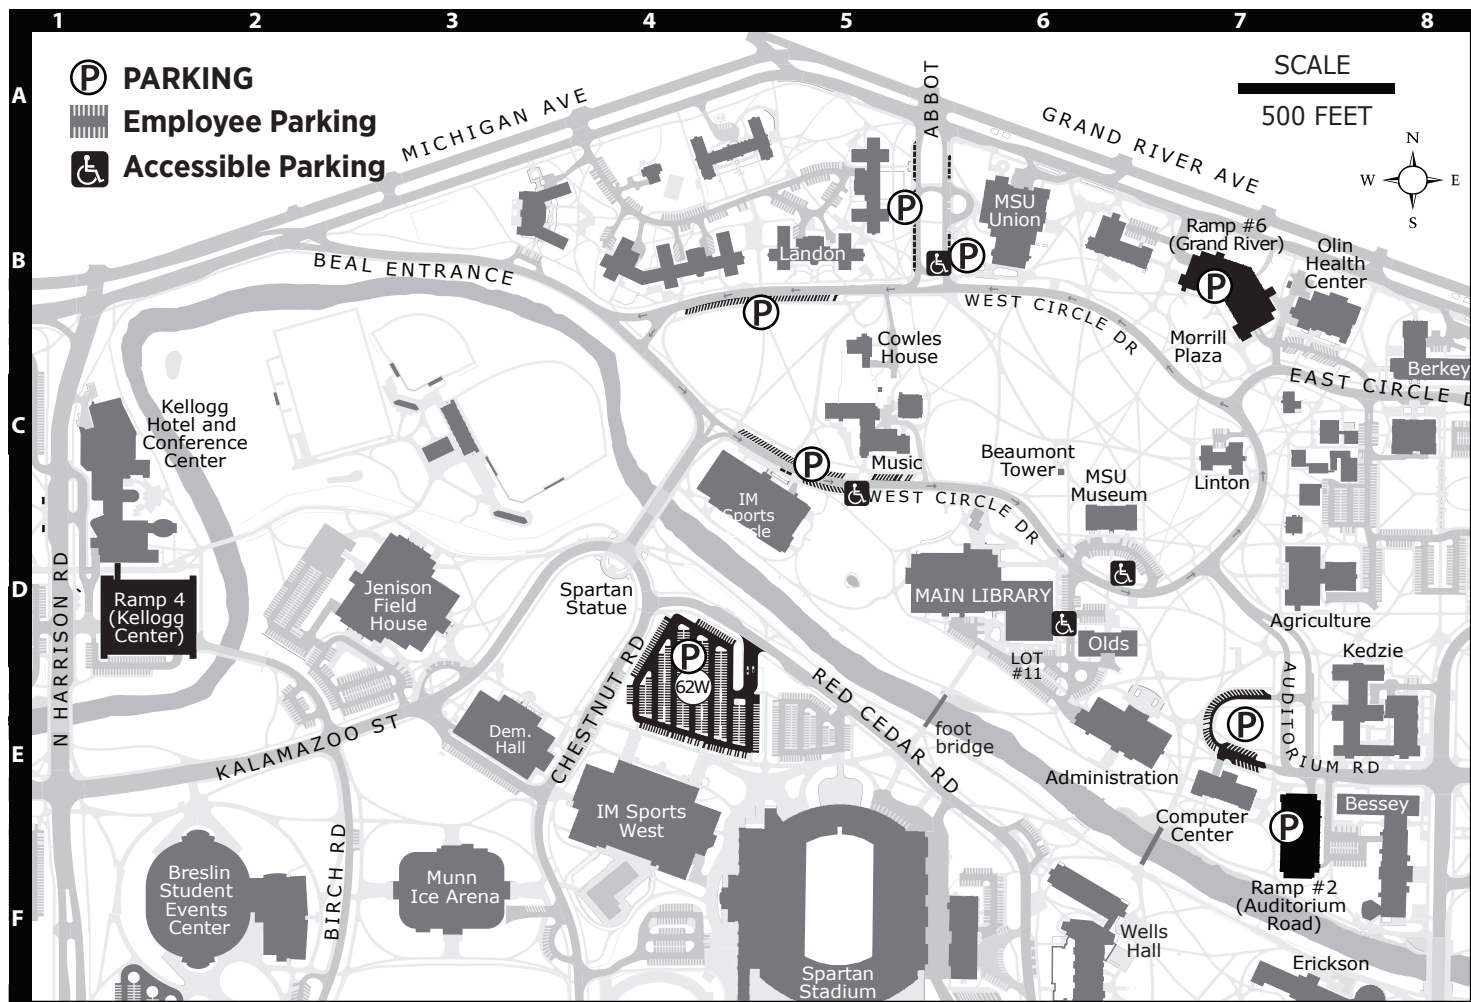 1 2 3 4 5 6 7 8
A
B
C
D
E
F
P PARKING
Employee Parking
Accessible Parking
SCALE
500 FEET
N
W E
S
MICHIGAN AVE
ABBOT
GRAND RIVER AVE
MSU
Union
P
P
Ramp #6
(Grand River)
P
Olin
Health
Center
Landon
BEAL ENTRANCE
WEST CIRCLE DR
P
Cowles
House
Morrill
Plaza
Berkey
EAST CIRCLE D
Kellogg
Hotel and
Conference
Center
P
Music
Beaumont
Tower
MSU
Museum
Linton
IM
Sports
WEST CIRCLE DR
N HARRISON RD
Ramp 4
(Kellogg
Center)
Jenison
Field
House
Spartan
Statue
MAIN LIBRARY
Olds
LOT
#11
Agriculture
Kedzie
P
62W
CHESTNUT RD
RED CEDAR RD
AUDITORIUM RD
P
foot
bridge
Dem.
Hall
KALAMAZOO ST
Administration
IM Sports
West
Computer
Center
Bessey
P
Ramp #2
(Auditorium
Road)
BIRCH RD
Breslin
Student
Events
Center
Munn
Ice Arena
Wells
Hall
Spartan
Stadium
Erickson